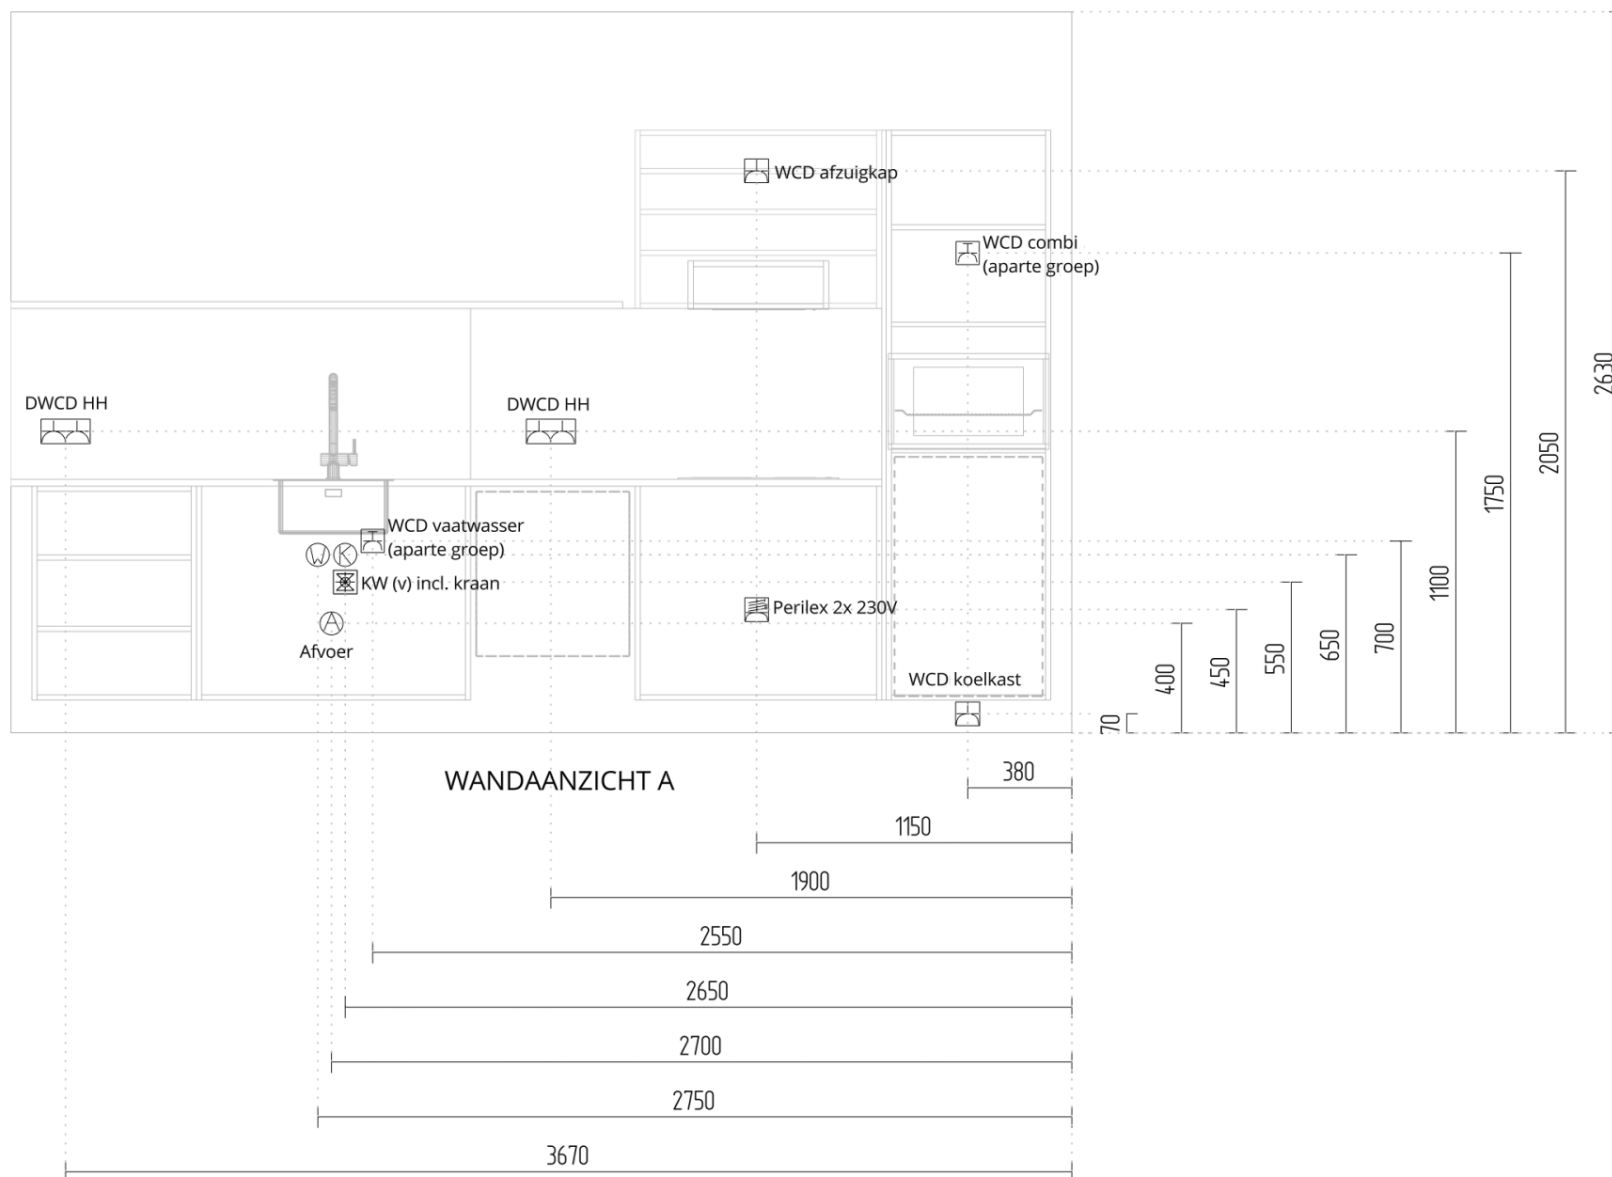 WCD afzuigkap
WCD combi
(aparte groep)
DWCD HH
DWCD HH
WCD vaatwasser
(aparte groep)
W
K
KW (v) incl. kraan
A
Afvoer
Perilex 2x 230V
WCD koelkast
2630
2050
1750
1100
700
650
550
450
400
70
WANDAANZICHT A
380
1150
1900
2550
2650
2700
2750
3670